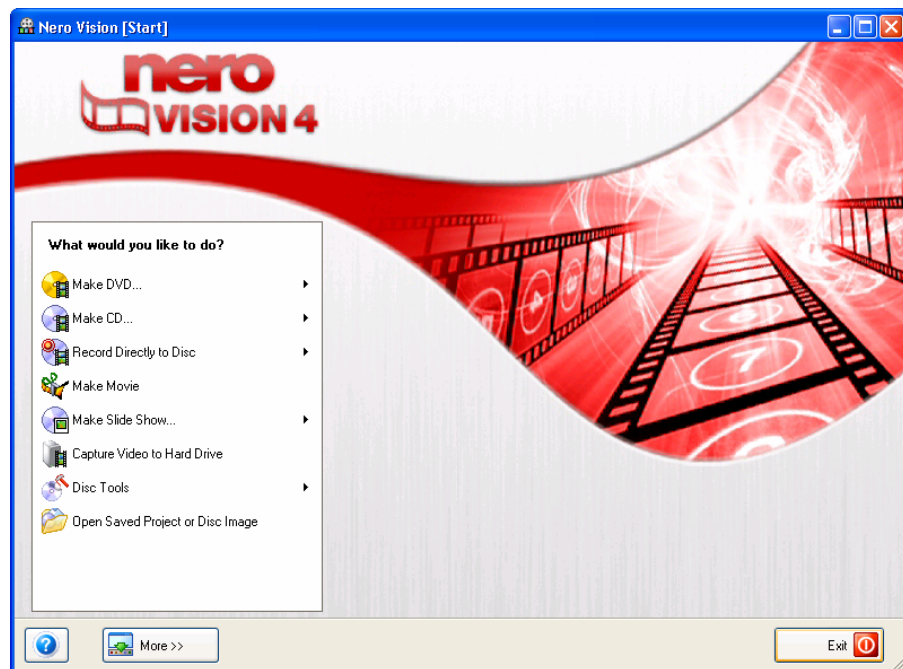 Nero Vision [Start]
nero
VISION 4
What would you like to do?
Make DVD...
Make CD...
Record Directly to Disc
Make Movie
Make Slide Show...
Capture Video to Hard Drive
Disc Tools
Open Saved Project or Disc Image
7
?
More >>
Exit